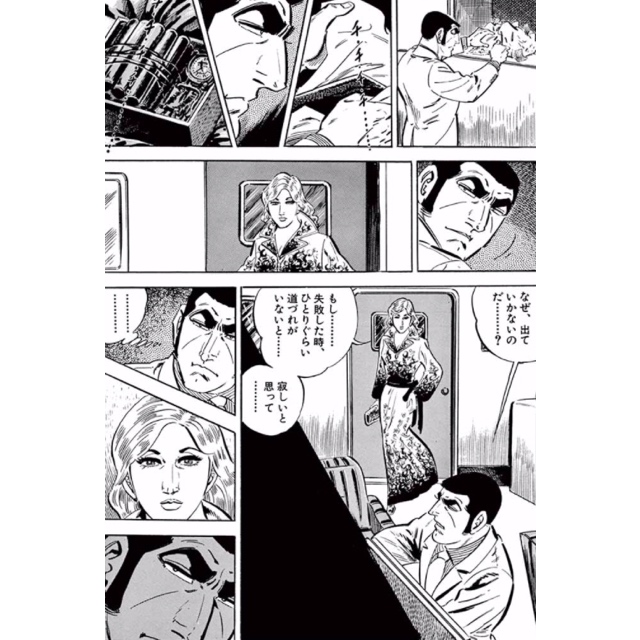 チ…
チ…
チ…
………
なぜ、出て
いかないの
だ……?
もし……
失敗した時、
ひとりぐらい
道づれが
いないと……
寂しいと
思って
………
………
………